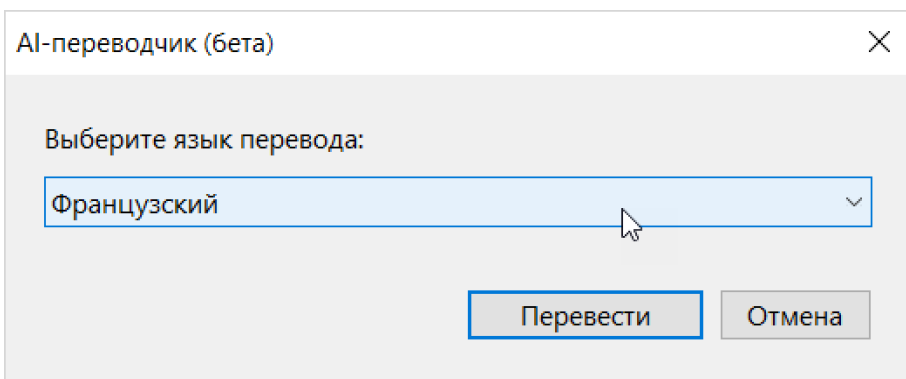 AI-переводчик (бета)
Выберите язык перевода:
Французский
Перевести Отмена